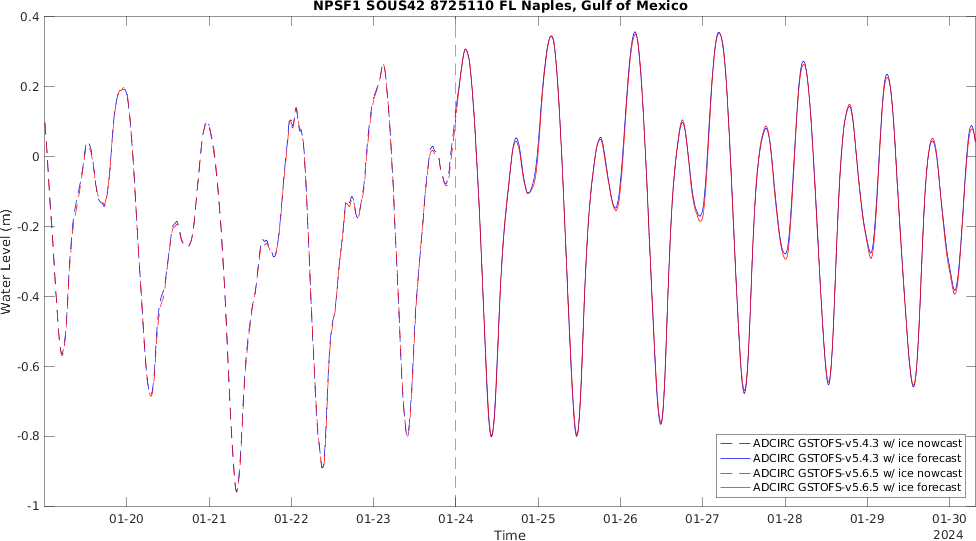 NPSF1 SOUS42 8725110 FL Naples, Gulf of Mexico
0.4
0.2
0
-0.2
-0.4
-0.6
-0.8
-1
Water Level (m)
ADCIRC GSTOFS-v5.4.3 w/ ice nowcast
ADCIRC GSTOFS-v5.4.3 w/ ice forecast
ADCIRC GSTOFS-v5.6.5 w/ ice nowcast
ADCIRC GSTOFS-v5.6.5 w/ ice forecast
01-20 01-21 01-22 01-23 01-24 01-25 01-26 01-27 01-28 01-29 01-30
Time
2024